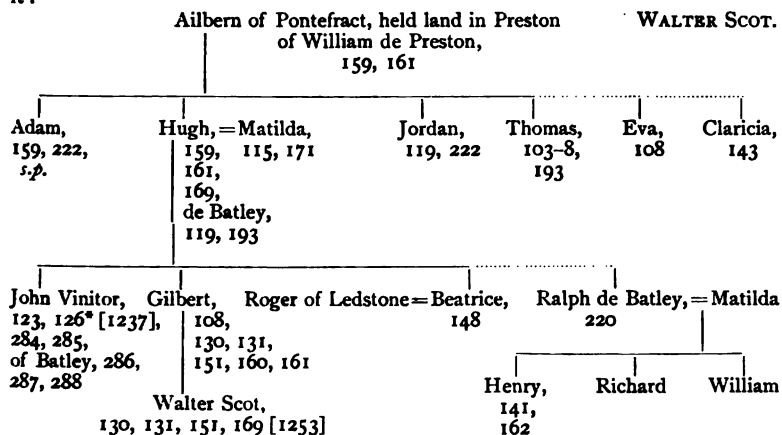 Ailbern of Pontefract, held land in Preston WALTER SCOT.
of William de Preston,
159, 161
Adam, Hugh,=Matilda, Jordan, Thomas, Eva, Claricia,
159, 222, 159, 115, 171 119, 222 103-8, 108 143
s.p. 161, 193
169,
de Batley,
119, 193
John Vinitor, Gilbert, Roger of Ledstone=Beatrice, Ralph de Batley,=Matilda
123, 126* [1237], 108, 148 220
284, 285, 130, 131,
of Batley, 286, 151, 160, 161
287, 288
Henry, Richard William
Walter Scot, 141,
130, 131, 151, 169 [1253] 162